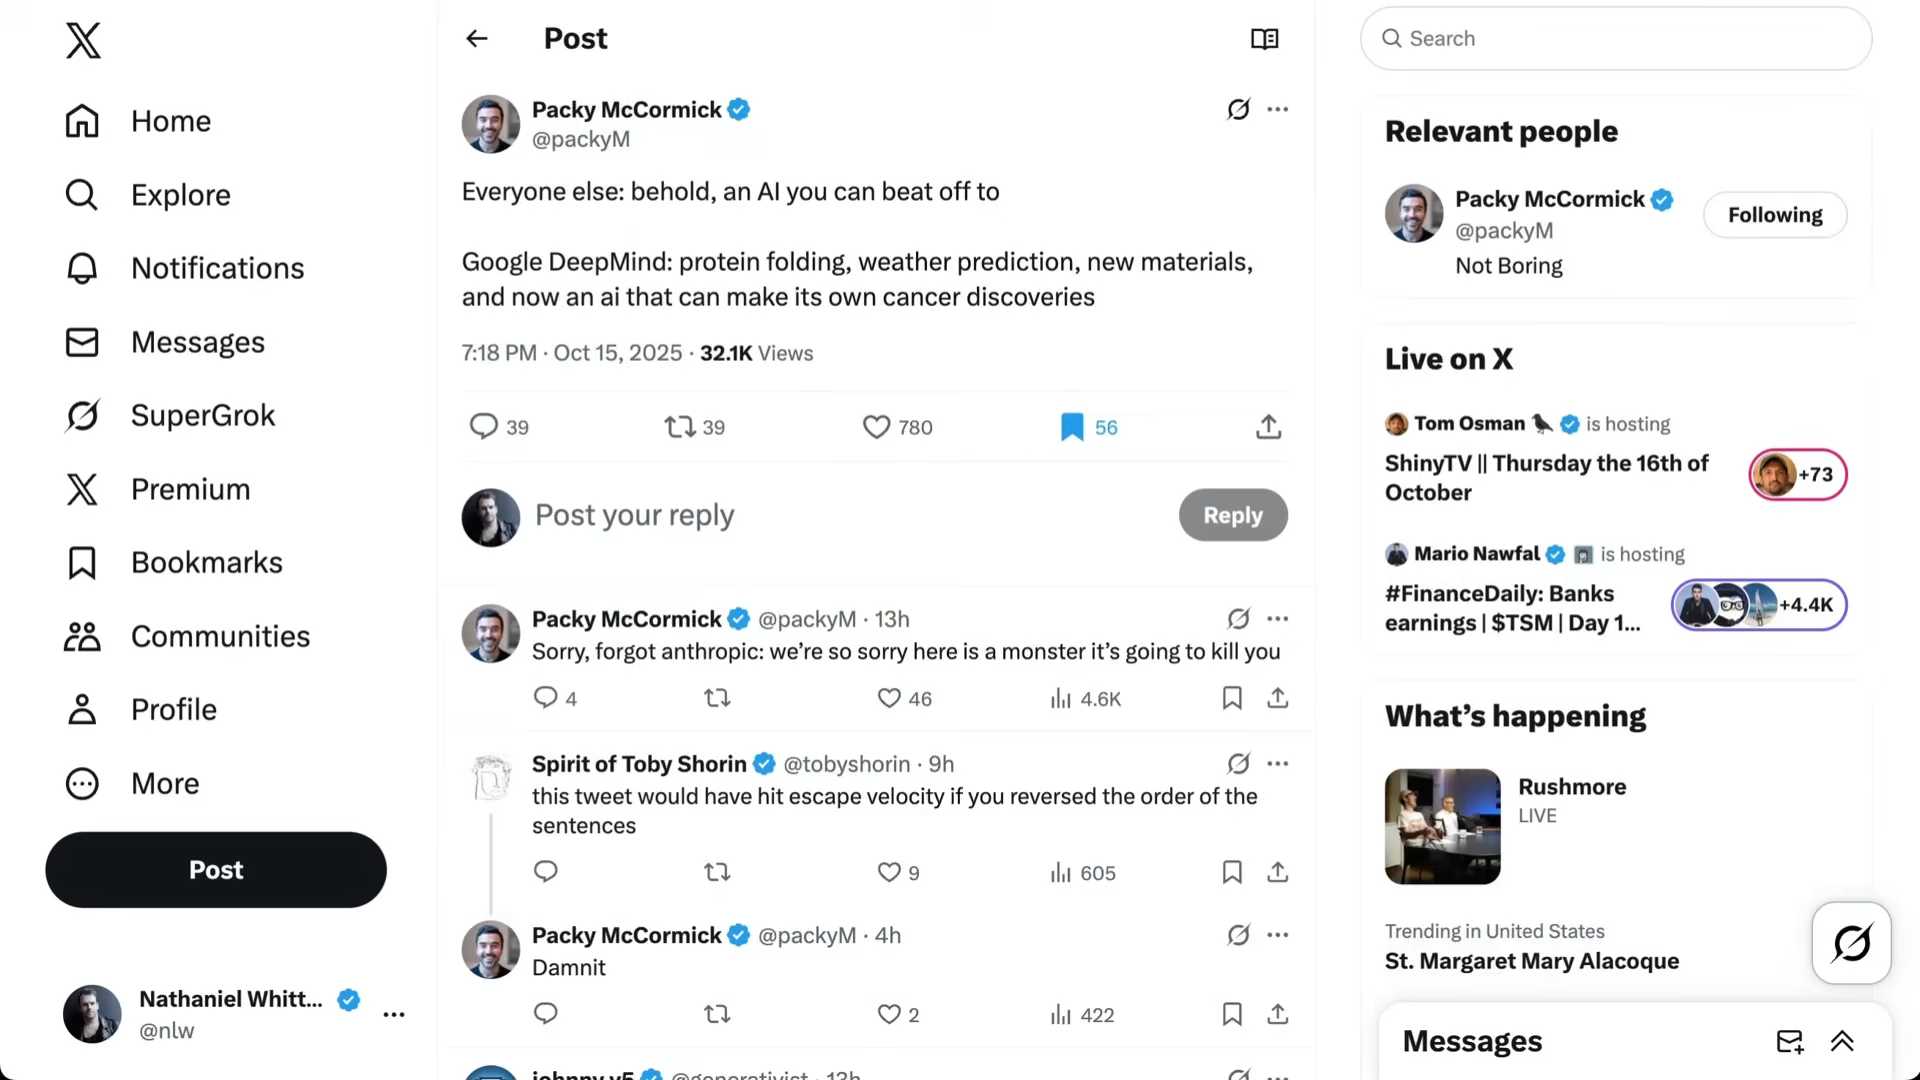 Home
Explore
Notifications
Messages
SuperGrok
Premium
Bookmarks
Communities
Profile
More
Post
Nathaniel Whitt...
@nlw
Post
Packy McCormick
@packyM
Everyone else: behold, an AI you can beat off to
Google DeepMind: protein folding, weather prediction, new materials,
and now an ai that can make its own cancer discoveries
7:18 PM · Oct 15, 2025 · 32.1K Views
39 39 780 56
Post your reply
Reply
Packy McCormick @packyM · 13h
Sorry, forgot anthropic: we’re so sorry here is a monster it’s going to kill you
4 46 4.6K
Spirit of Toby Shorin @tobyshorin · 9h
this tweet would have hit escape velocity if you reversed the order of the
sentences
9 605
Packy McCormick @packyM · 4h
Damnit
2 422
johnny v5 @generativist · 13h
Search
Relevant people
Packy McCormick
@packyM
Following
Not Boring
Live on X
Tom Osman is hosting
ShinyTV || Thursday the 16th of
October
+73
Mario Nawfal is hosting
#FinanceDaily: Banks
earnings | $TSM | Day 1...
+4.4K
What’s happening
Rushmore
LIVE
Trending in United States
St. Margaret Mary Alacoque
Messages